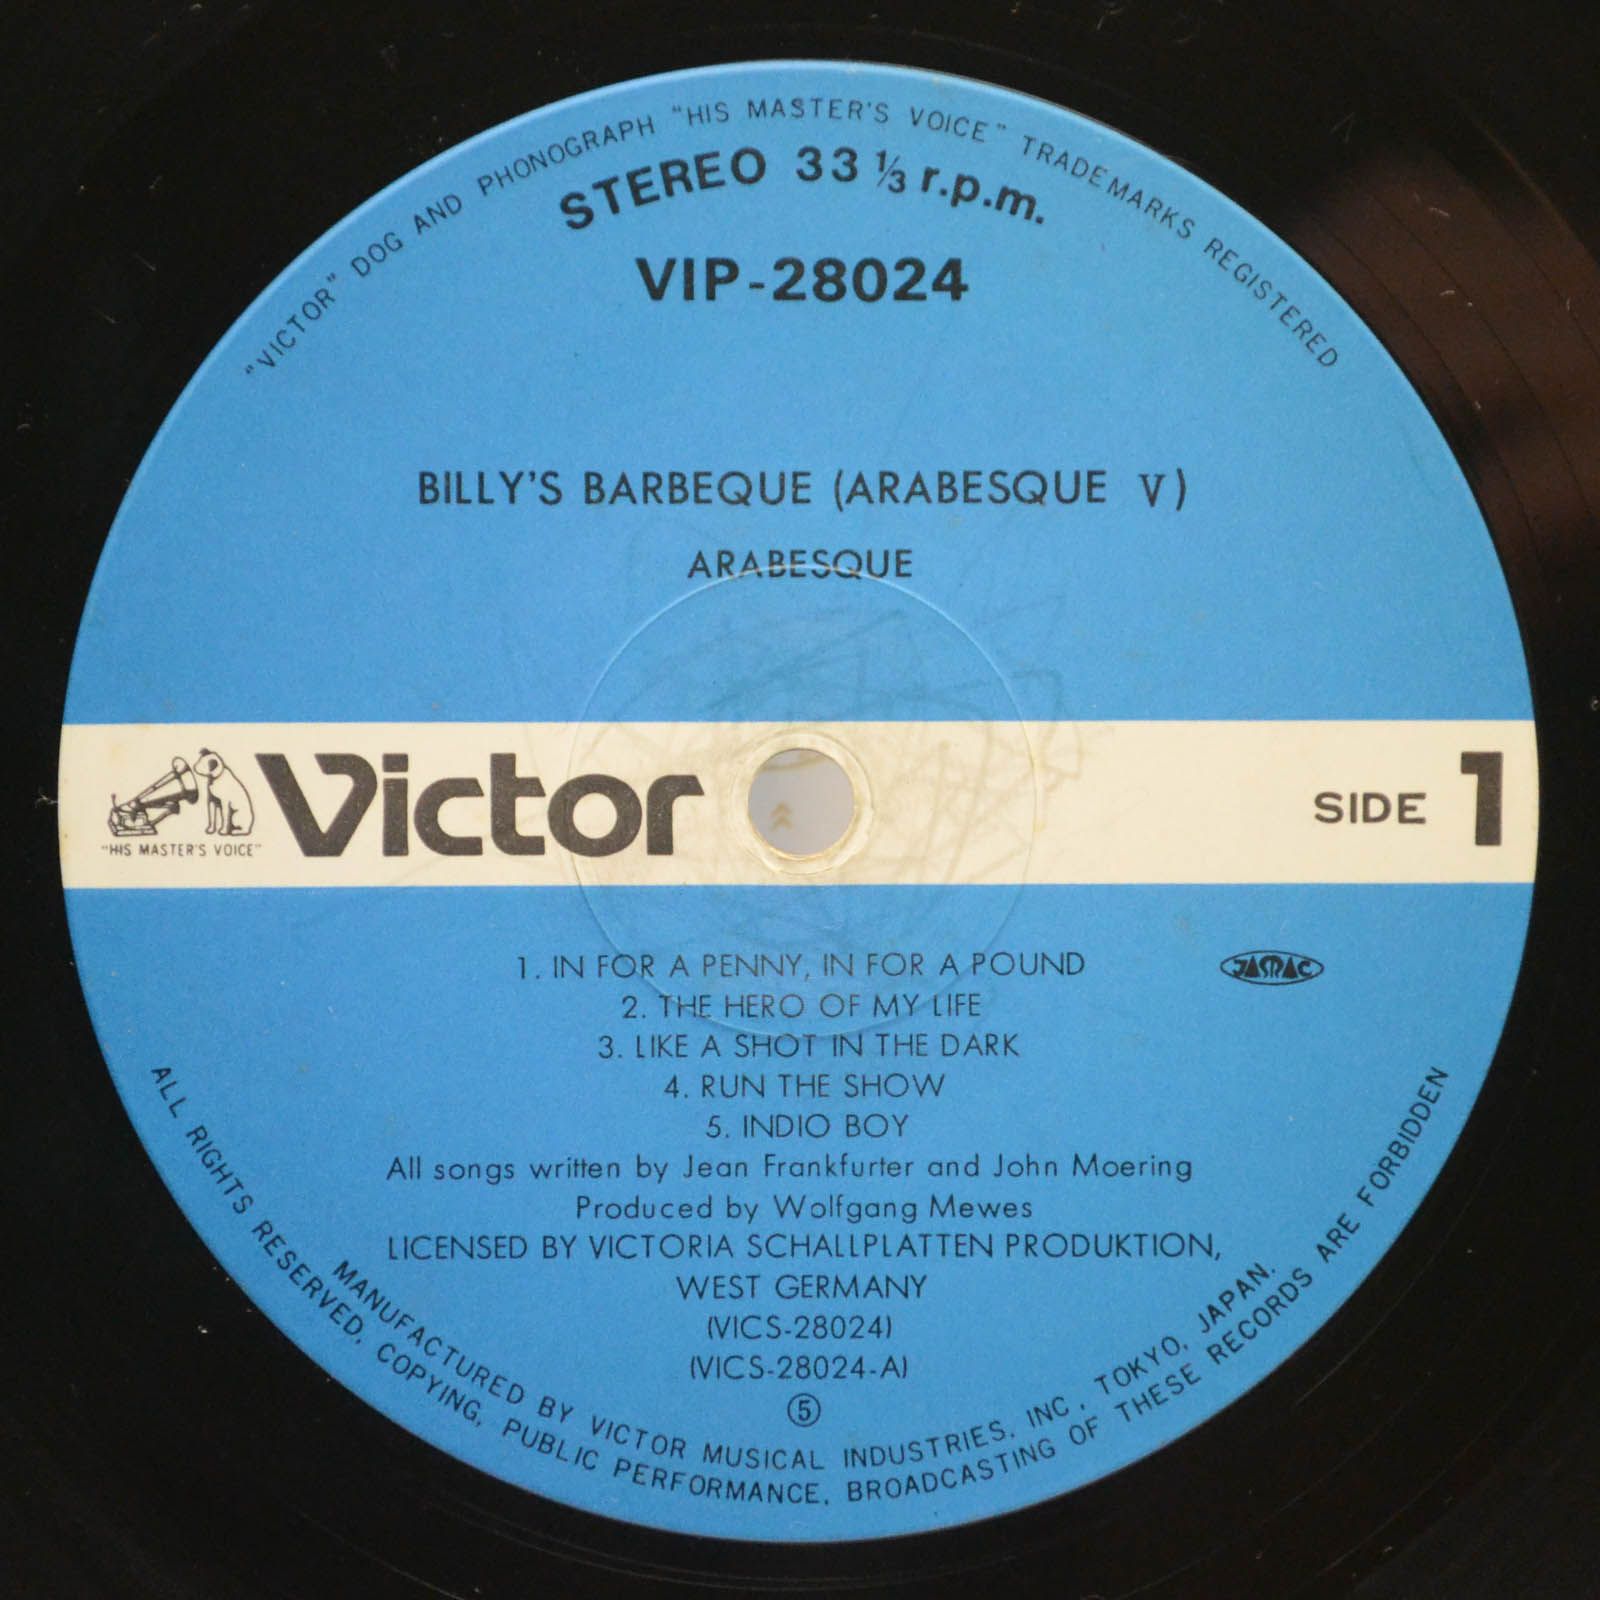 "VICTOR" DOG AND PHONOGRAPH "HIS MASTER'S VOICE" TRADEMARKS REGISTERED
STEREO 33 ⅓ r.p.m.
VIP-28024
BILLY'S BARBEQUE (ARABESQUE V)
ARABESQUE
"HIS MASTER'S VOICE"
Victor
SIDE 1
1. IN FOR A PENNY, IN FOR A POUND
JASRAC
2. THE HERO OF MY LIFE
3. LIKE A SHOT IN THE DARK
4. RUN THE SHOW
5. INDIO BOY
All songs written by Jean Frankfurter and John Moering
Produced by Wolfgang Mewes
LICENSED BY VICTORIA SCHALLPLATTEN PRODUKTION,
WEST GERMANY
(VICS-28024)
(VICS-28024-A)
⑤
MANUFACTURED BY VICTOR MUSICAL INDUSTRIES, INC, TOKYO, JAPAN.
ALL RIGHTS RESERVED, COPYING, PUBLIC PERFORMANCE, BROADCASTING OF THESE RECORDS ARE FORBIDDEN